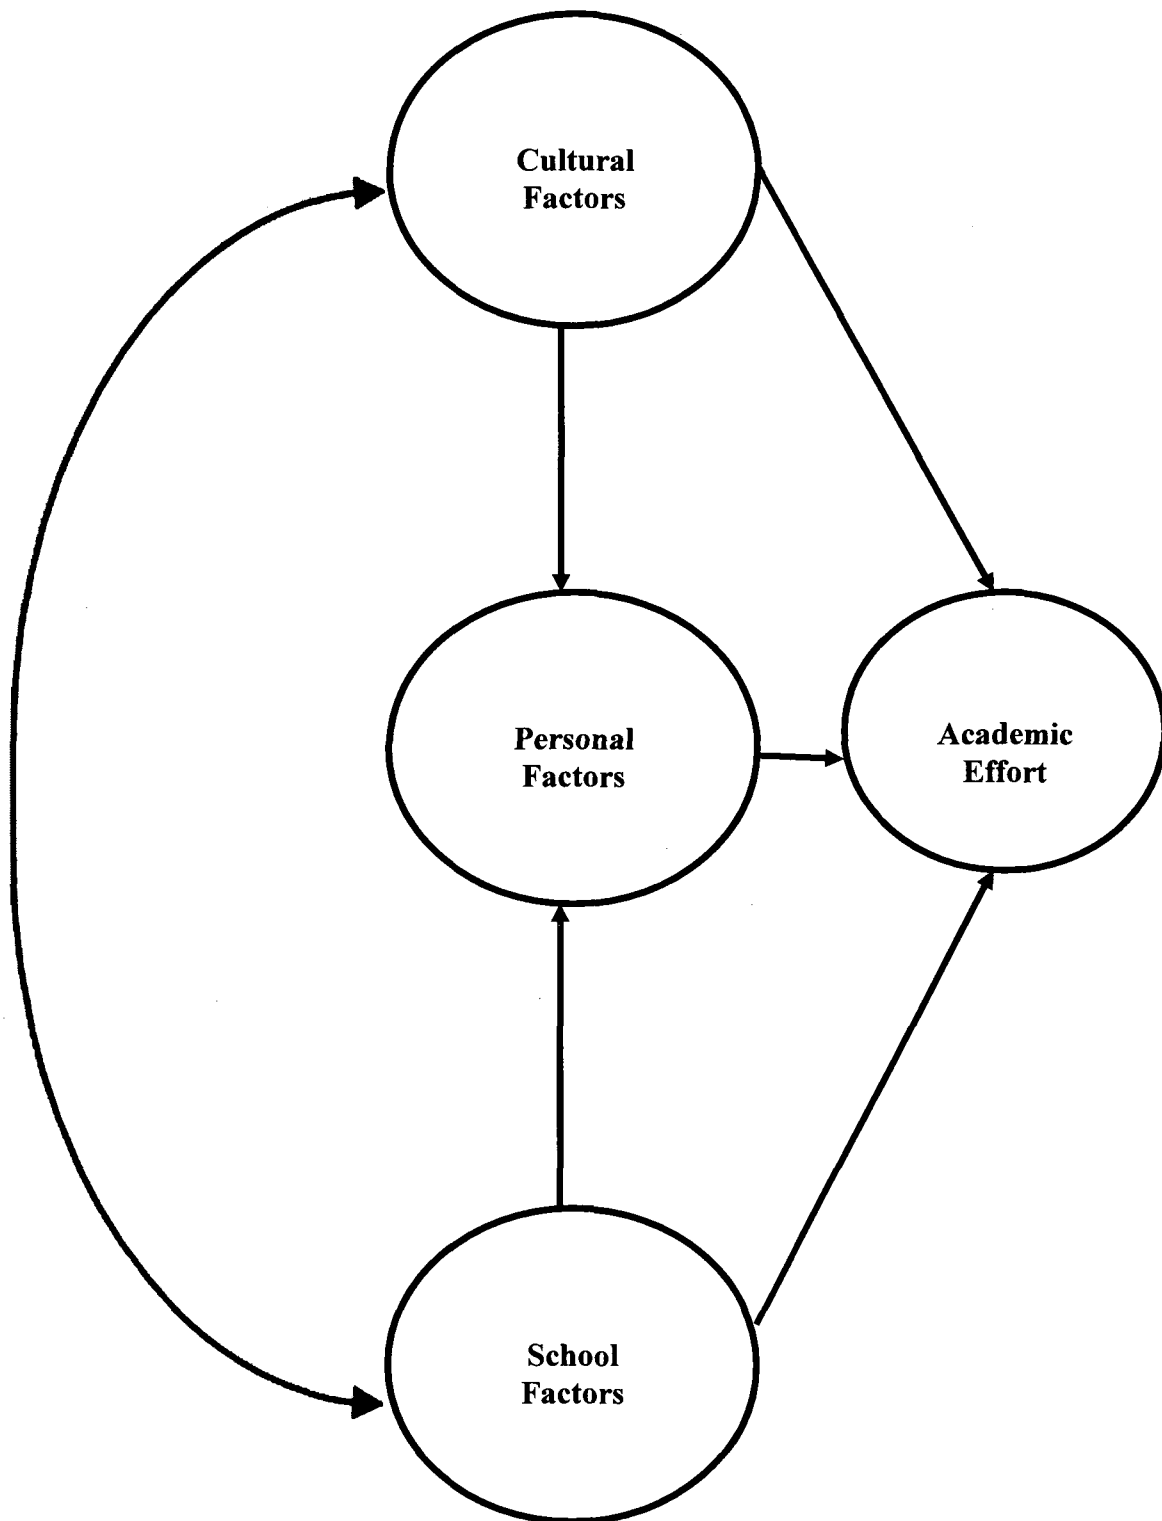 Cultural
Factors
Personal
Factors
Academic
Effort
School
Factors